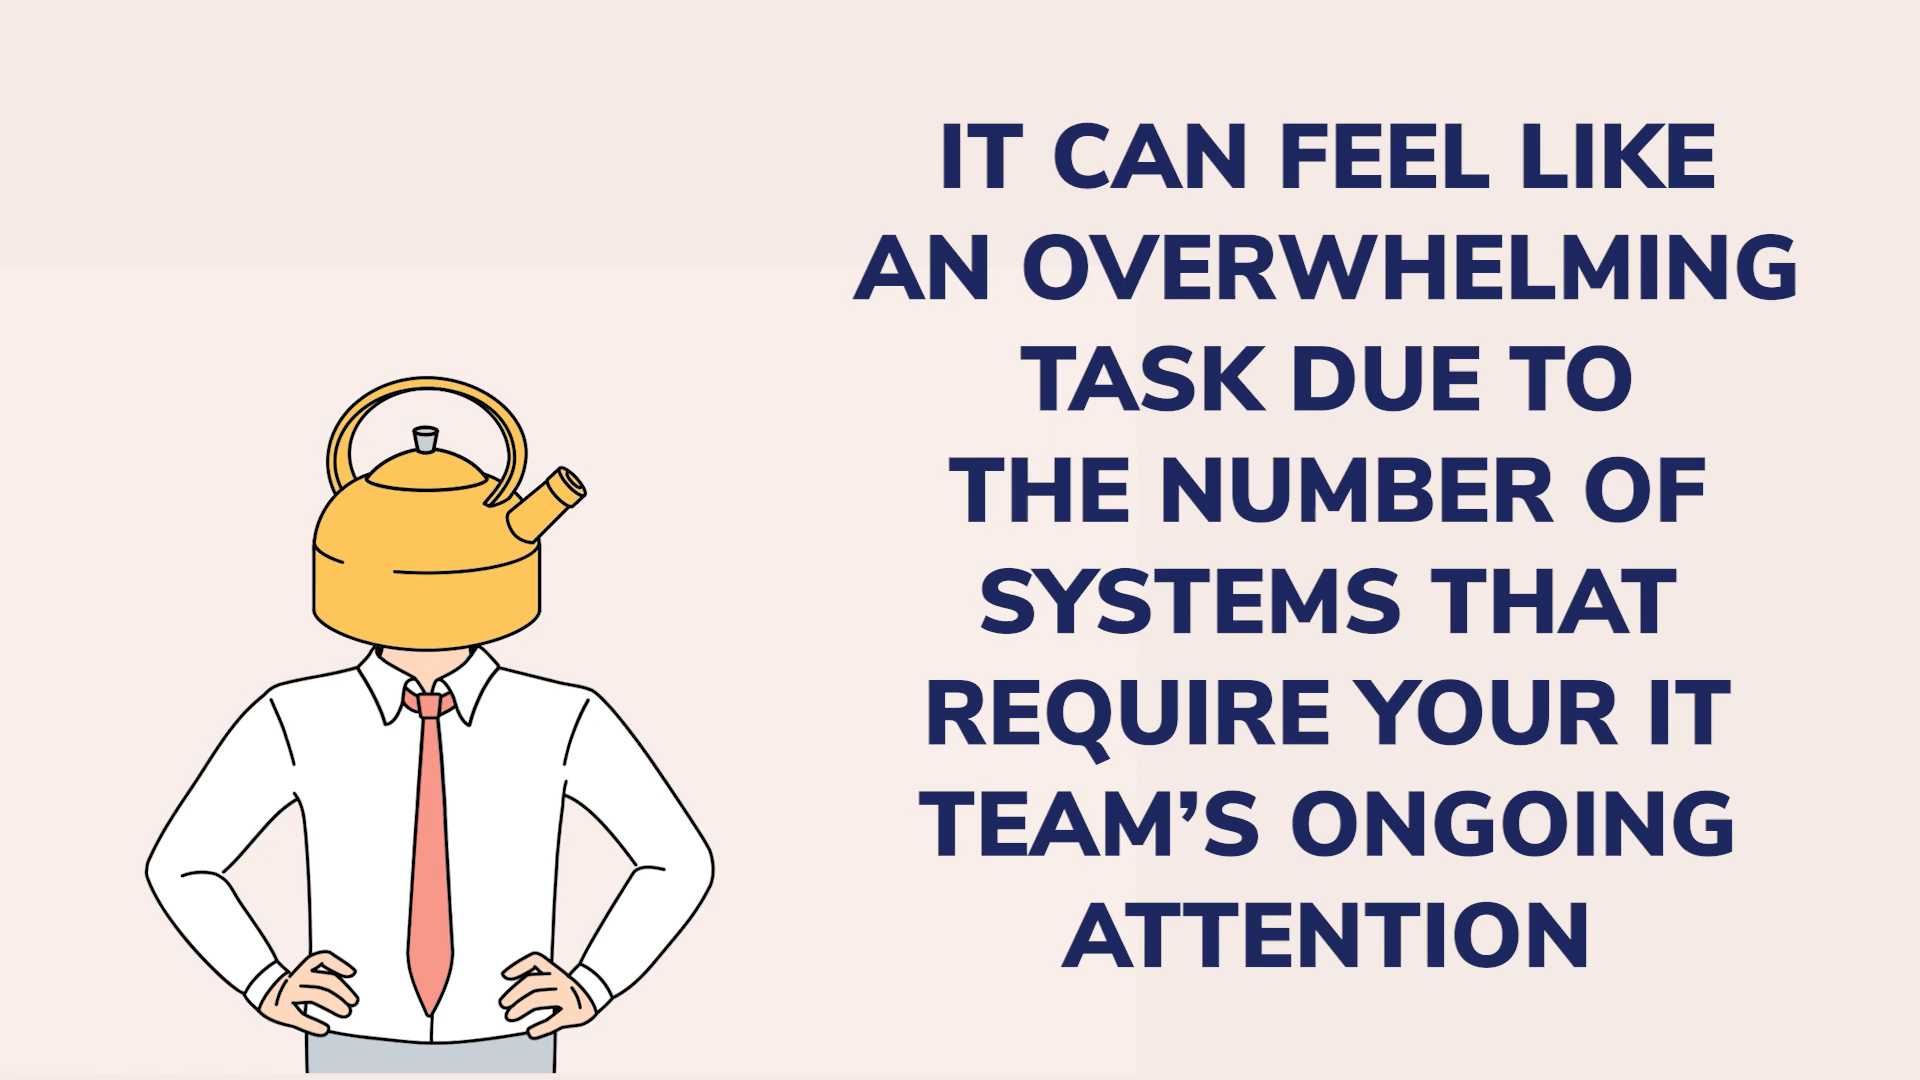 IT CAN FEEL LIKE
AN OVERWHELMING
TASK DUE TO
THE NUMBER OF
SYSTEMS THAT
REQUIRE YOUR IT
TEAM’S ONGOING
ATTENTION